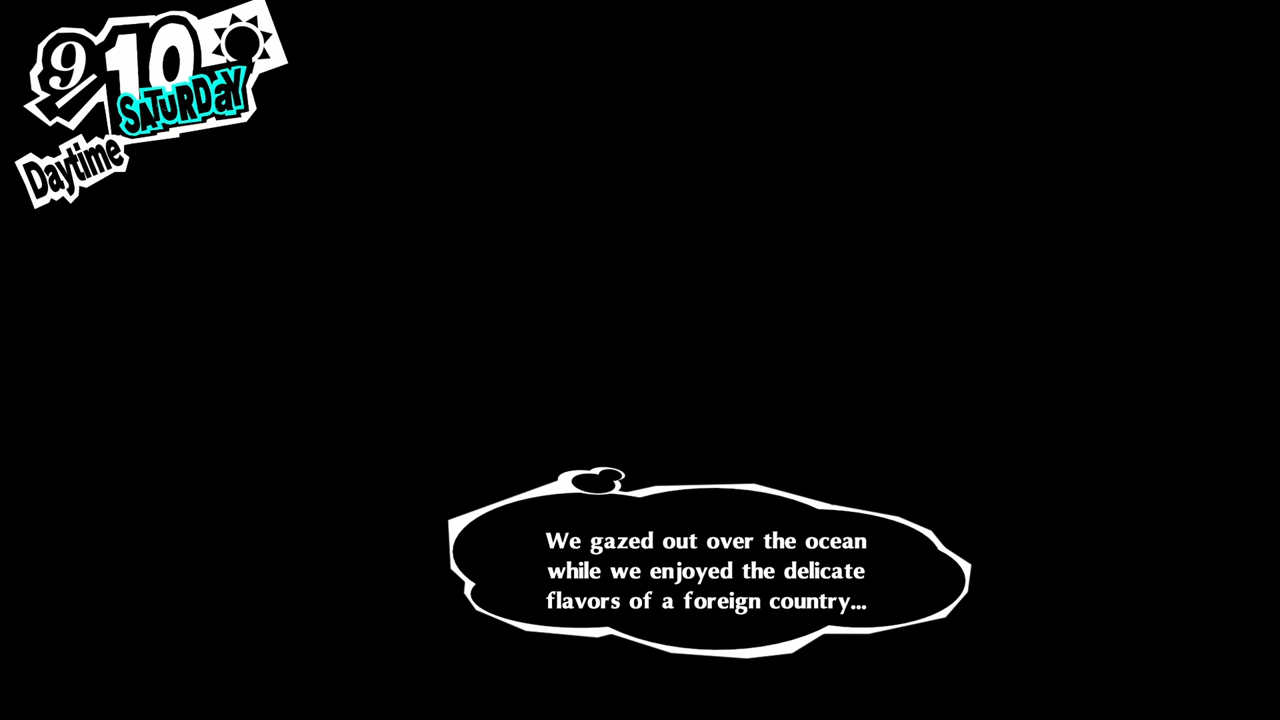 9/10
SATURDAY
Daytime
We gazed out over the ocean
while we enjoyed the delicate
flavors of a foreign country...